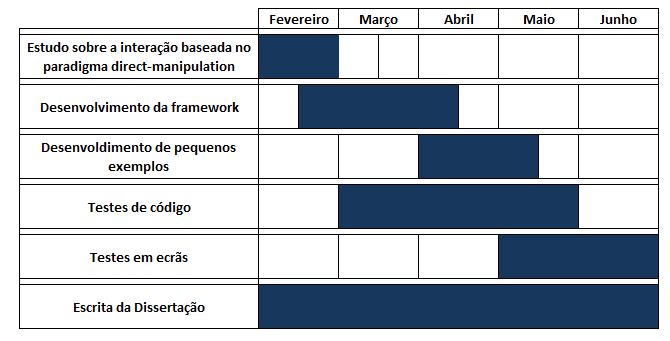 Fevereiro Março Abril Maio Junho
Estudo sobre a interação baseada no
paradigma direct-manipulation
Desenvolvimento da framework
Desenvoldimento de pequenos
exemplos
Testes de código
Testes em ecrãs
Escrita da Dissertação